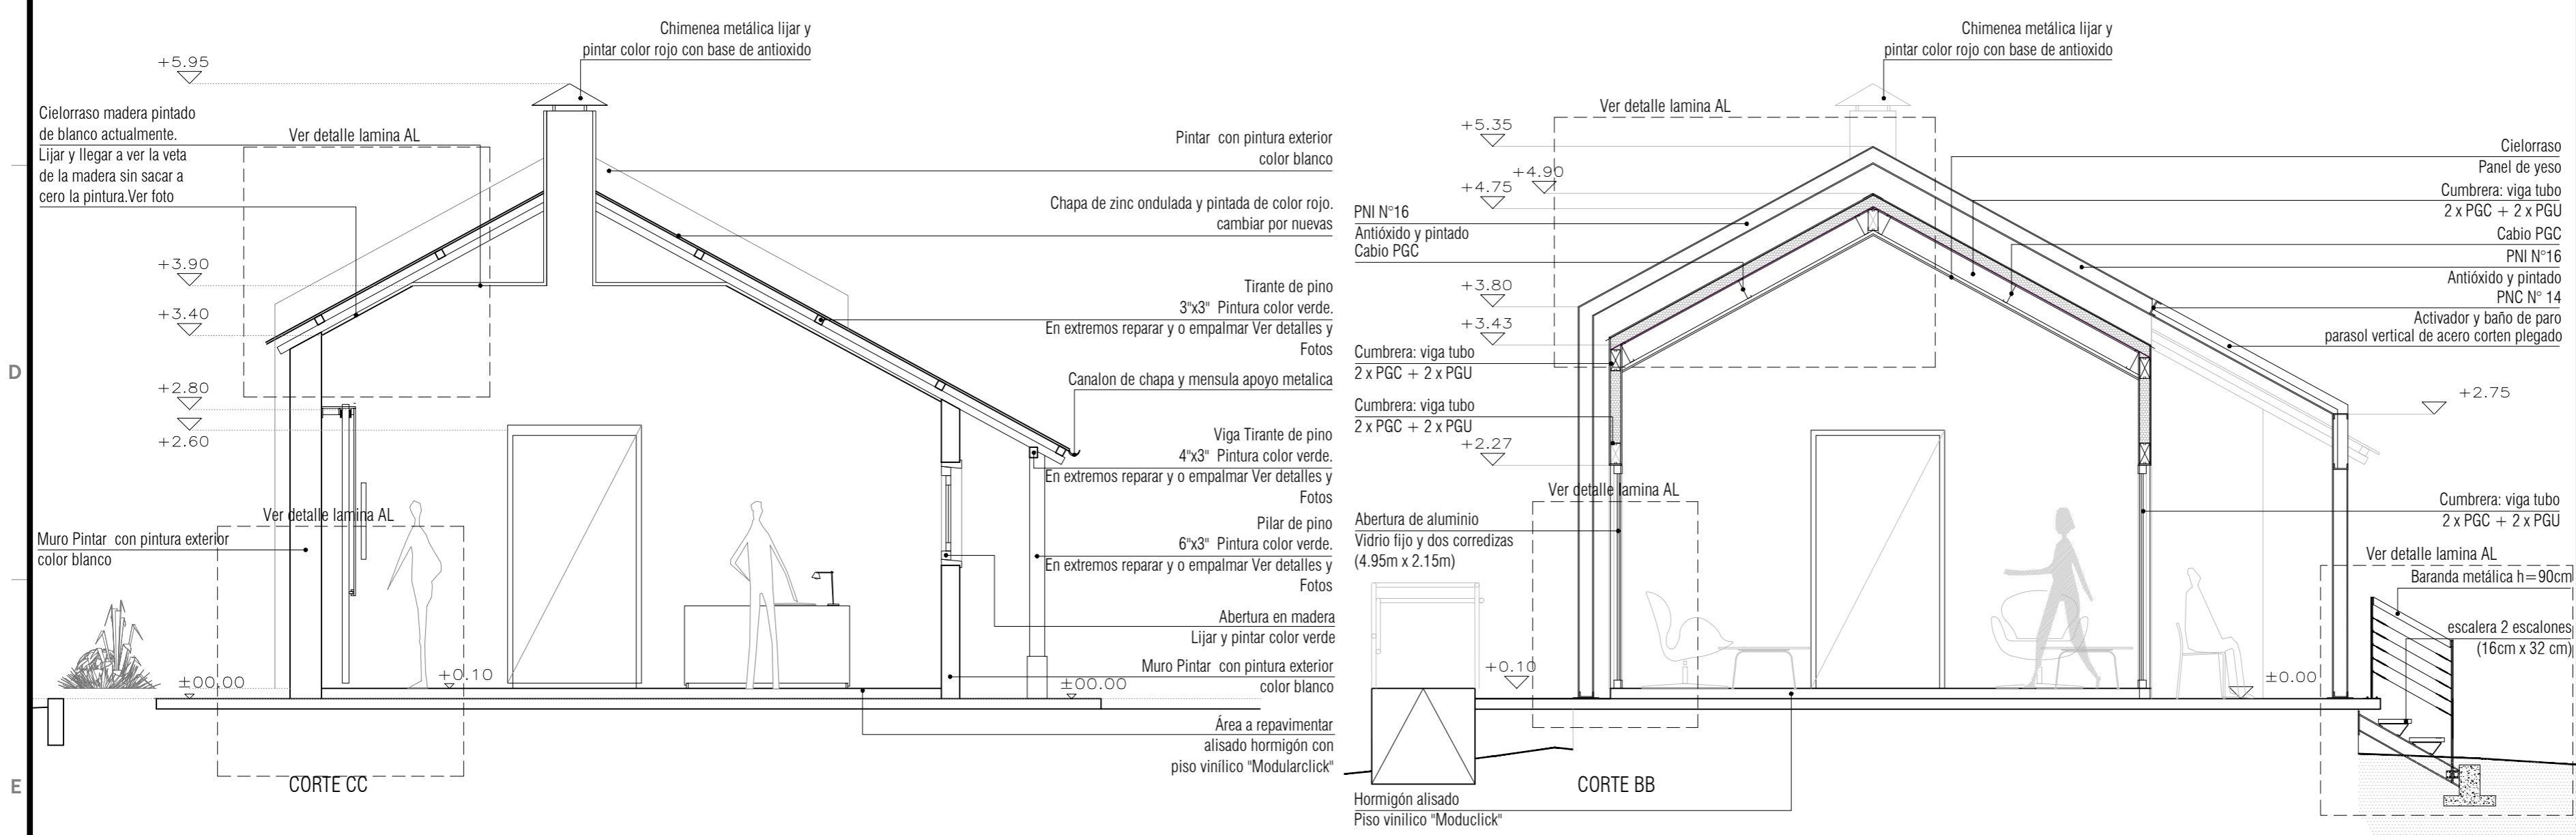 Chimenea metálica lijar y
pintar color rojo con base de antioxido
+5.95
Cielorraso madera pintado
de blanco actualmente.
Lijar y llegar a ver la veta
de la madera sin sacar a
cero la pintura.Ver foto
Ver detalle lamina AL
Pintar con pintura exterior
color blanco
Chapa de zinc ondulada y pintada de color rojo.
cambiar por nuevas
+3.90
+3.40
Tirante de pino
3"x3" Pintura color verde.
En extremos reparar y o empalmar Ver detalles y
Fotos
D
+2.80
+2.60
Canalon de chapa y mensula apoyo metalica
Viga Tirante de pino
4"x3" Pintura color verde.
En extremos reparar y o empalmar Ver detalles y
Fotos
Ver detalle lamina AL
Muro Pintar con pintura exterior
color blanco
Pilar de pino
6"x3" Pintura color verde.
En extremos reparar y o empalmar Ver detalles y
Fotos
Abertura en madera
Lijar y pintar color verde
Muro Pintar con pintura exterior
color blanco
±00.00
+0.10
±00.00
Área a repavimentar
alisado hormigón con
piso vinílico "Modularclick"
E
CORTE CC
Chimenea metálica lijar y
pintar color rojo con base de antioxido
Ver detalle lamina AL
+5.35
+4.90
+4.75
PNI N°16
Antióxido y pintado
Cabio PGC
+3.80
+3.43
Cumbrera: viga tubo
2 x PGC + 2 x PGU
Cumbrera: viga tubo
2 x PGC + 2 x PGU
+2.27
Ver detalle lamina AL
Abertura de aluminio
Vidrio fijo y dos corredizas
(4.95m x 2.15m)
+0.10
Cielorraso
Panel de yeso
Cumbrera: viga tubo
2 x PGC + 2 x PGU
Cabio PGC
PNI N°16
Antióxido y pintado
PNC N° 14
Activador y baño de paro
parasol vertical de acero corten plegado
+2.75
Cumbrera: viga tubo
2 x PGC + 2 x PGU
Ver detalle lamina AL
Baranda metálica h=90cm
escalera 2 escalones
(16cm x 32 cm)
±0.00
CORTE BB
Hormigón alisado
Piso vinilico "Moduclick"